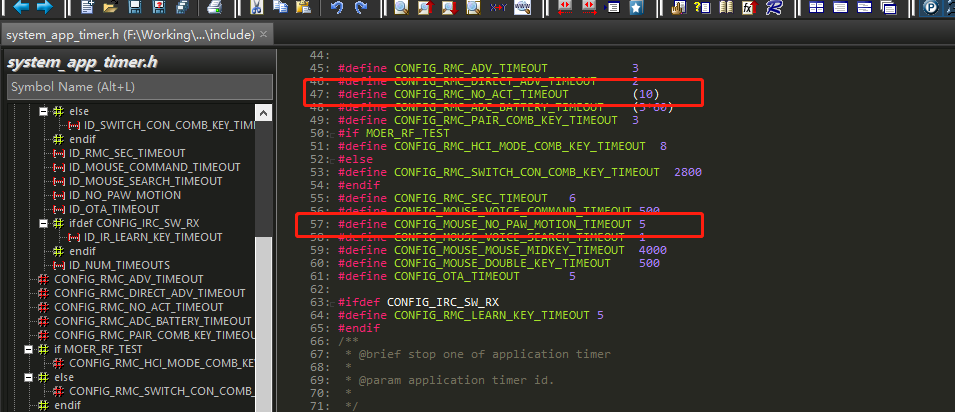 system_app_timer.h (F:\Working\...\include) ×
system_app_timer.h
Symbol Name (Alt+L)
else
ID_SWITCH_CON_COMB_KEY_TIM
endif
ID_RMC_SEC_TIMEOUT
ID_MOUSE_COMMAND_TIMEOUT
ID_MOUSE_SEARCH_TIMEOUT
ID_NO_PAW_MOTION
ID_OTA_TIMEOUT
ifdef CONFIG_IRC_SW_RX
ID_IR_LEARN_KEY_TIMEOUT
endif
ID_NUM_TIMEOUTS
CONFIG_RMC_ADV_TIMEOUT
CONFIG_RMC_DIRECT_ADV_TIMEOUT
CONFIG_RMC_NO_ACT_TIMEOUT
CONFIG_RMC_ADC_BATTERY_TIMEOUT
CONFIG_RMC_PAIR_COMB_KEY_TIMEOU
if MOER_RF_TEST
CONFIG_RMC_HCI_MODE_COMB_KE
else
CONFIG_RMC_SWITCH_CON_COMB_
endif
44:
45: #define CONFIG_RMC_ADV_TIMEOUT 3
46: #define CONFIG_RMC_DIRECT_ADV_TIMEOUT
47: #define CONFIG_RMC_NO_ACT_TIMEOUT (10)
48: #define CONFIG_RMC_ADC_BATTERY_TIMEOUT (5*60)
49: #define CONFIG_RMC_PAIR_COMB_KEY_TIMEOUT 3
50: #if MOER_RF_TEST
51: #define CONFIG_RMC_HCI_MODE_COMB_KEY_TIMEOUT 8
52: #else
53: #define CONFIG_RMC_SWITCH_CON_COMB_KEY_TIMEOUT 2800
54: #endif
55: #define CONFIG_RMC_SEC_TIMEOUT 6
56: #define CONFIG_MOUSE_VOICE_COMMAND_TIMEOUT 500
57: #define CONFIG_MOUSE_NO_PAW_MOTION_TIMEOUT 5
58: #define CONFIG_MOUSE_VOICE_SEARCH_TIMEOUT 1
59: #define CONFIG_MOUSE_MOUSE_MIDKEY_TIMEOUT 4000
60: #define CONFIG_MOUSE_DOUBLE_KEY_TIMEOUT 500
61: #define CONFIG_OTA_TIMEOUT 5
62:
63: #ifdef CONFIG_IRC_SW_RX
64: #define CONFIG_RMC_LEARN_KEY_TIMEOUT 5
65: #endif
66: /**
67: * @brief stop one of application timer
68: *
69: * @param application timer id.
70: *
71: */